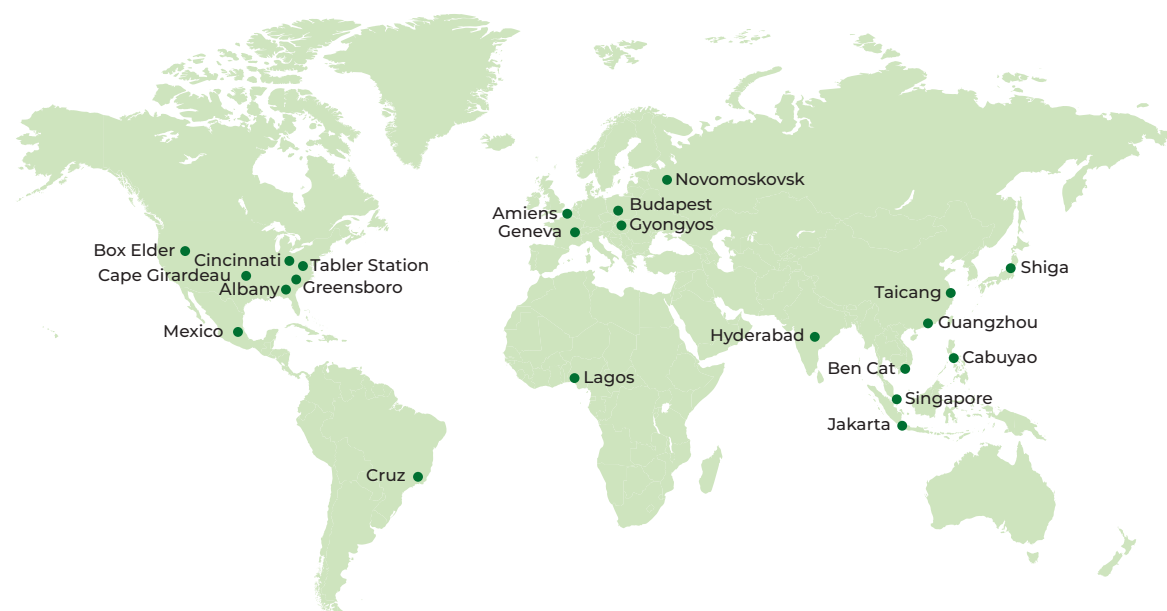 Novomoskovsk
Budapest
Amiens
Gyongyos
Geneva
Box Elder
Cincinnati
Tabler Station
Cape Girardeau
Greensboro
Albany
Mexico
Shiga
Taicang
Guangzhou
Hyderabad
Cabuyao
Ben Cat
Lagos
Singapore
Jakarta
Cruz